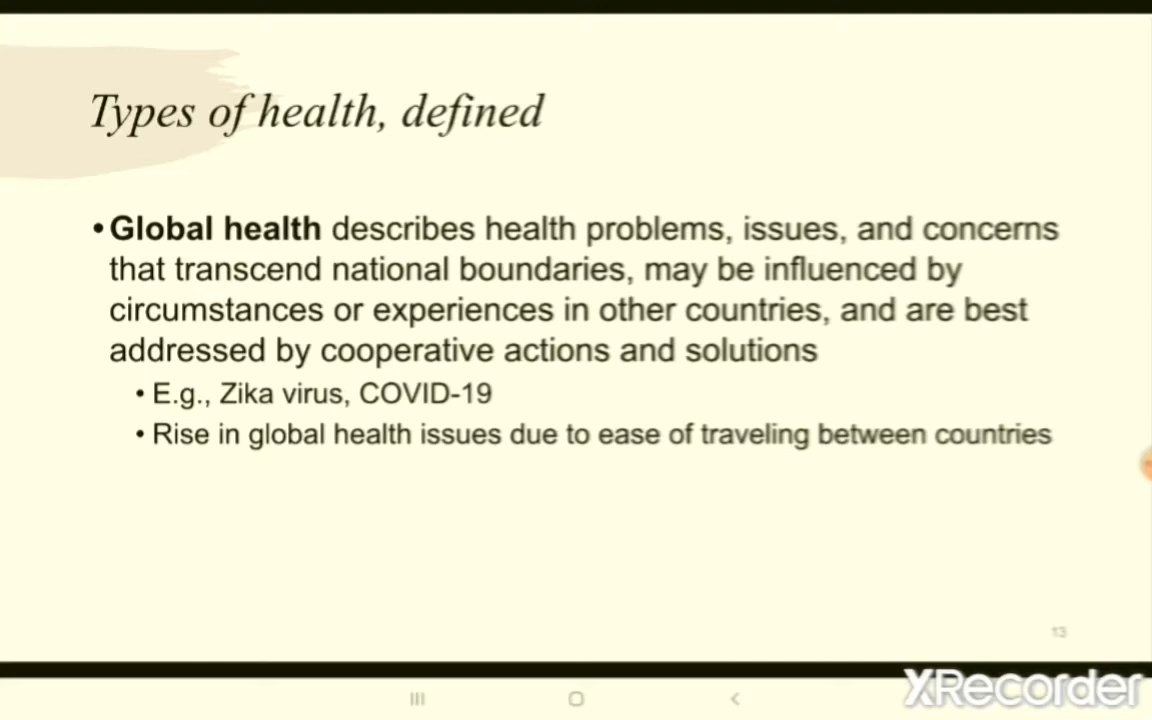 Types of health, defined
• Global health describes health problems, issues, and concerns
that transcend national boundaries, may be influenced by
circumstances or experiences in other countries, and are best
addressed by cooperative actions and solutions
• E.g., Zika virus, COVID-19
• Rise in global health issues due to ease of traveling between countries
13
XRecorder